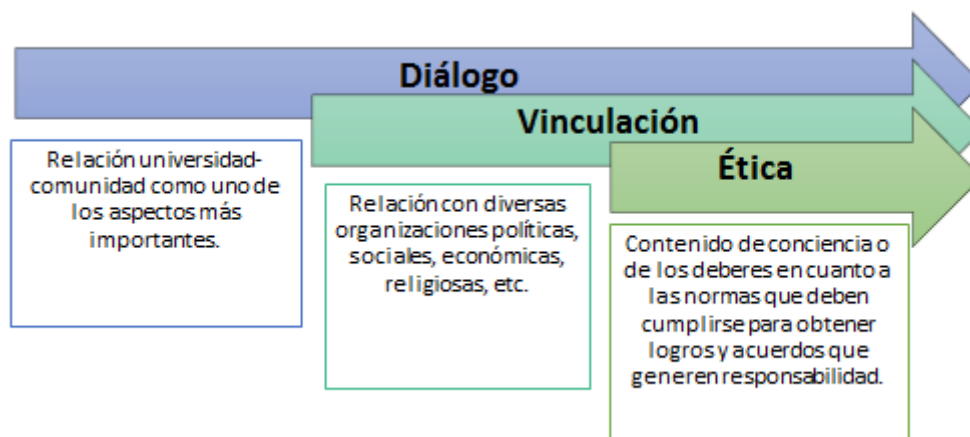 Diálogo
Relación universidad-
comunidad como uno de
los aspectos más
importantes.
Vinculación
Relación con diversas
organizaciones políticas,
sociales, económicas,
religiosas, etc.
Ética
Contenido de conciencia o
de los deberes en cuanto a
las normas que deben
cumplirse para obtener
logros y acuerdos que
generen responsabilidad.